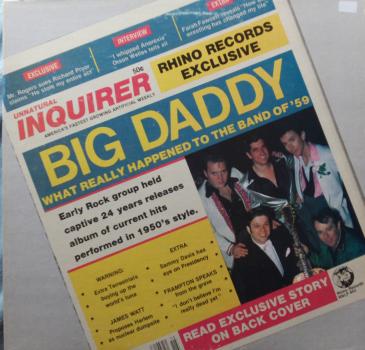 EXCLUSIVE
Mr. Rogers sues Richard Pryor
claims "He stole my entire act"
INTERVIEW
"I whipped Anorexia"
Orson Welles tells all
EXTRA
Farrah Fawcett reveals "How
wrestling has changed my life"
UNNATURAL
INQUIRER
50¢
AMERICA'S FASTEST GROWING ARTIFICIAL WEEKLY
RHINO RECORDS
EXCLUSIVE
BIG DADDY
WHAT REALLY HAPPENED TO THE BAND OF '59
Early Rock group held
captive 24 years releases
album of current hits
performed in 1950's style.
WARNING:
Extra Terrestrials
buying up the
world's tuna
JAMES WATT
Proposes Harlem
as nuclear dumpsite
EXTRA
Sammy Davis has
eye on Presidency
FRAMPTON SPEAKS
from the grave
"I don't believe I'm
really dead yet."
READ EXCLUSIVE STORY
ON BACK COVER